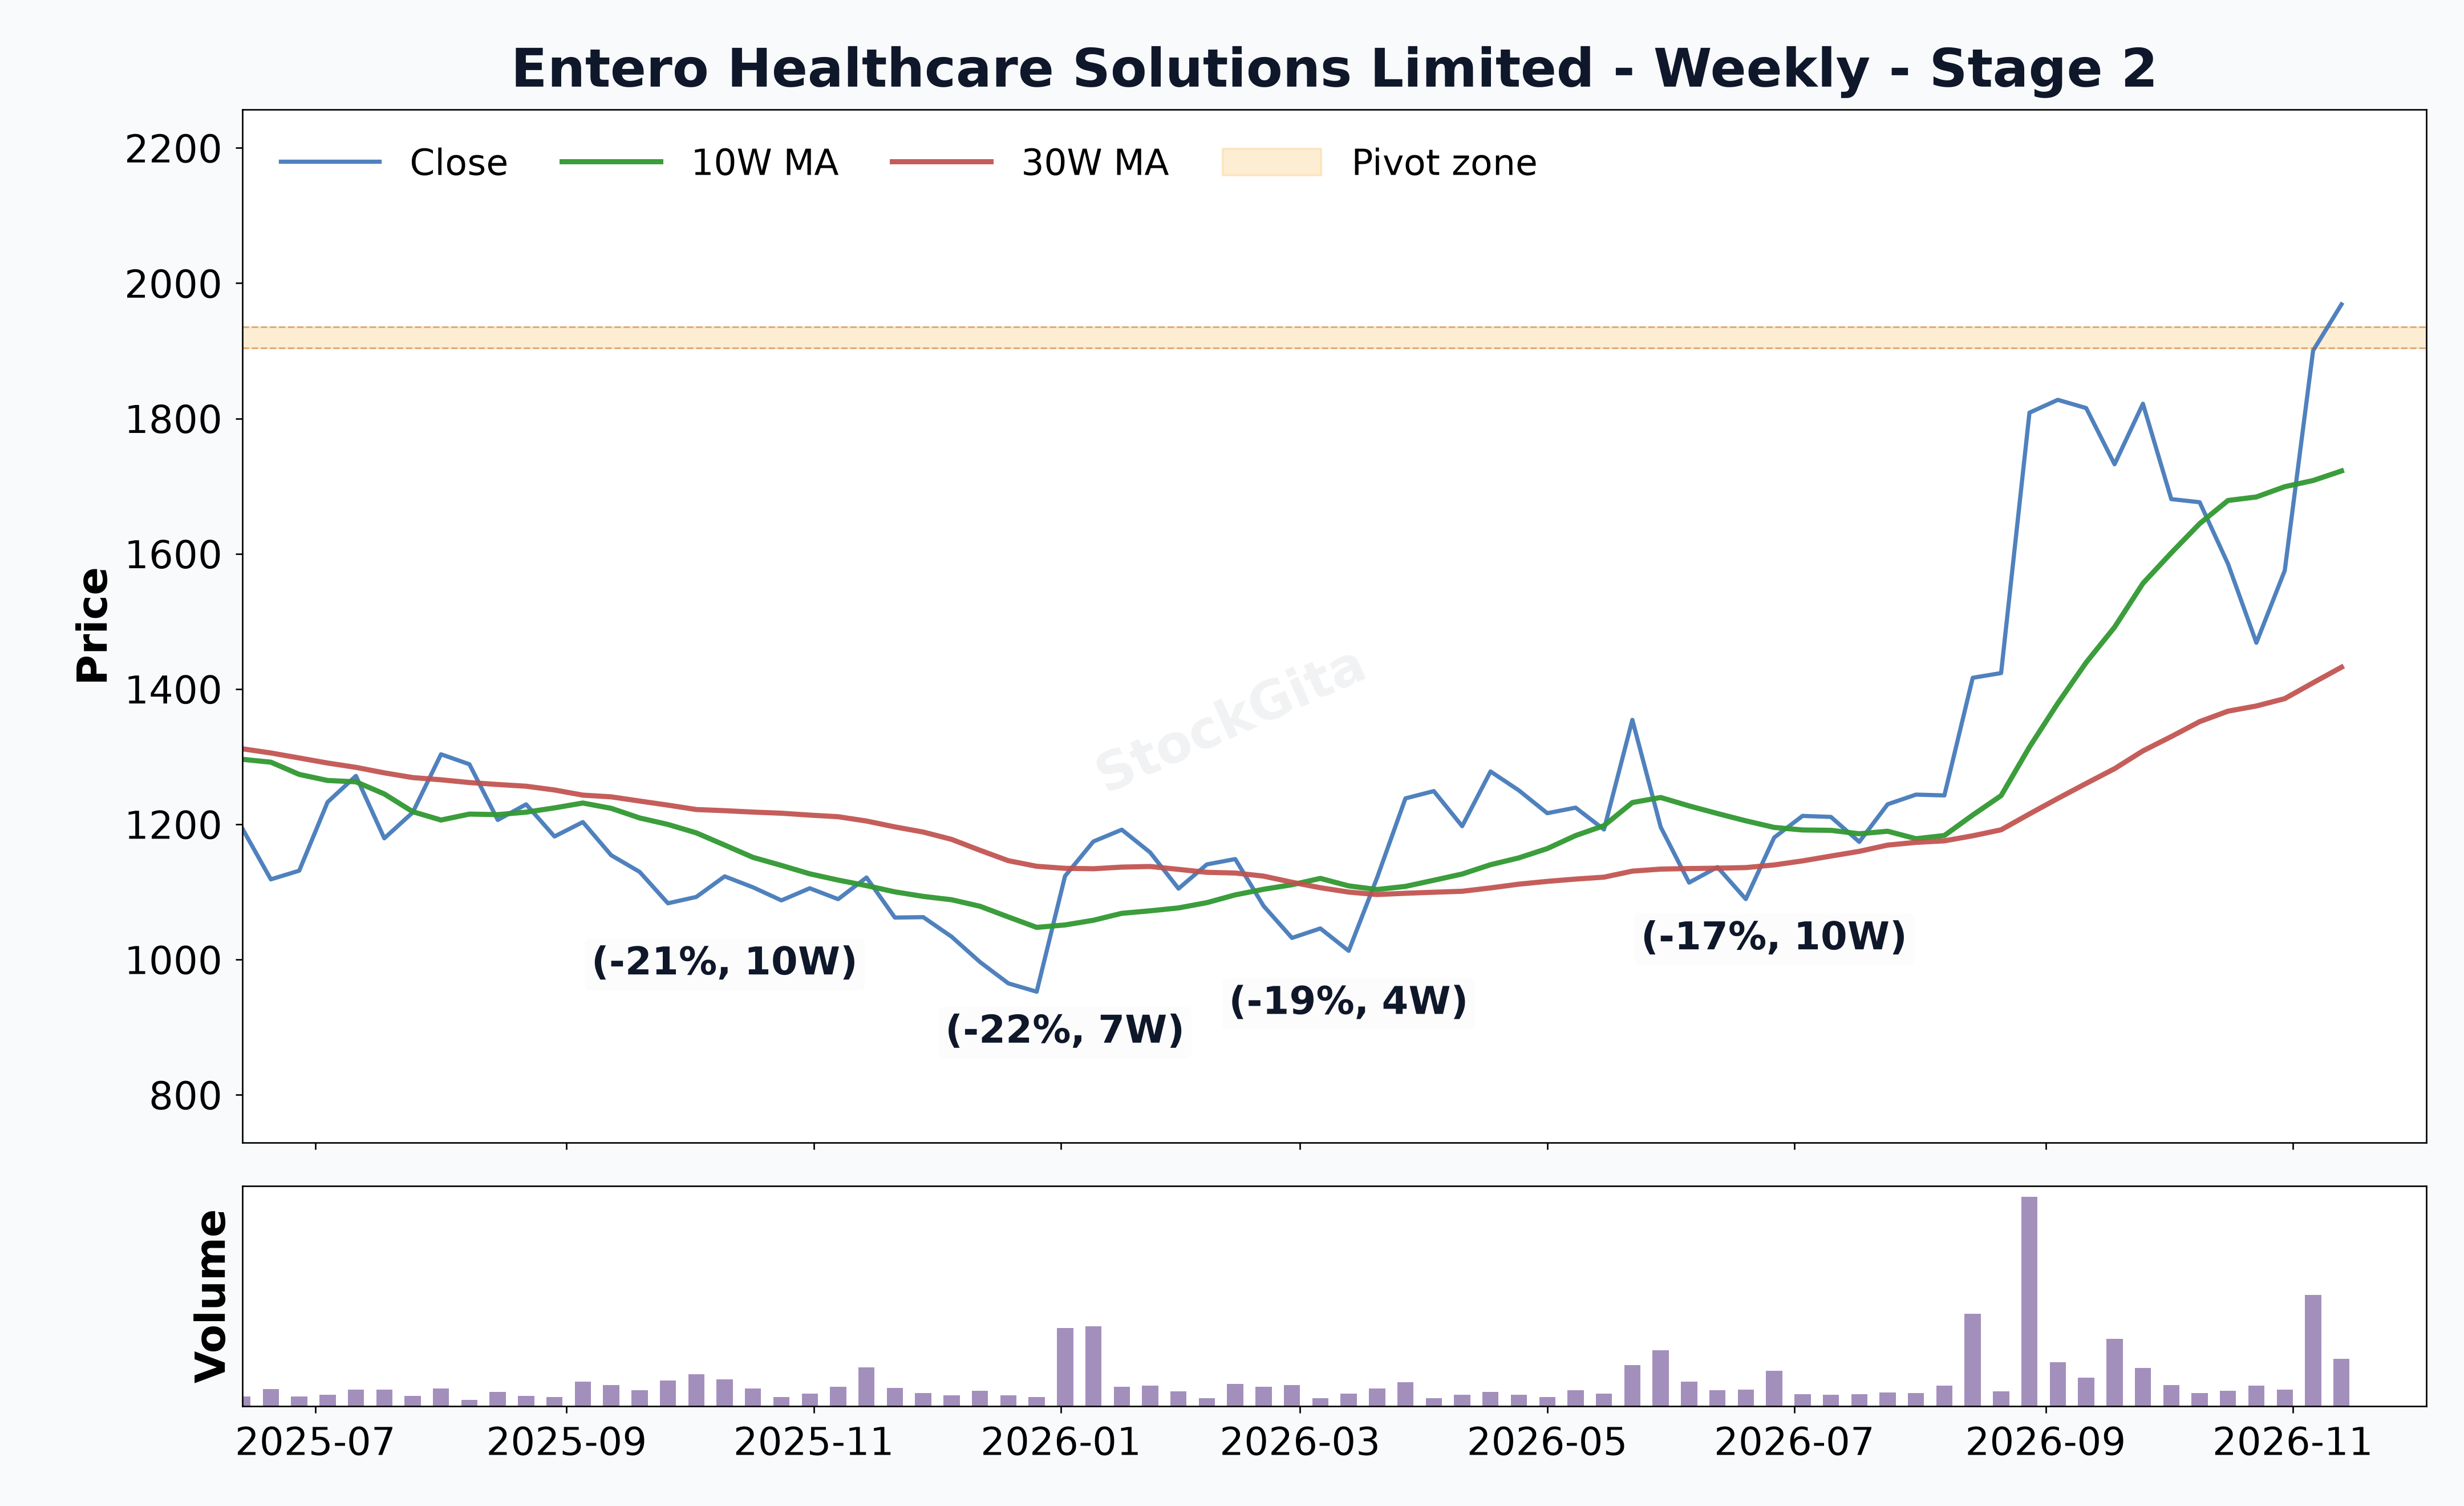 Entero Healthcare Solutions Limited - Weekly - Stage 2
Close
10W MA
30W MA
Pivot zone
2200
2000
1800
1600
1400
1200
1000
800
Price
StockGita
(-21%, 10W)
(-22%, 7W)
(-19%, 4W)
(-17%, 10W)
Volume
2025-07
2025-09
2025-11
2026-01
2026-03
2026-05
2026-07
2026-09
2026-11